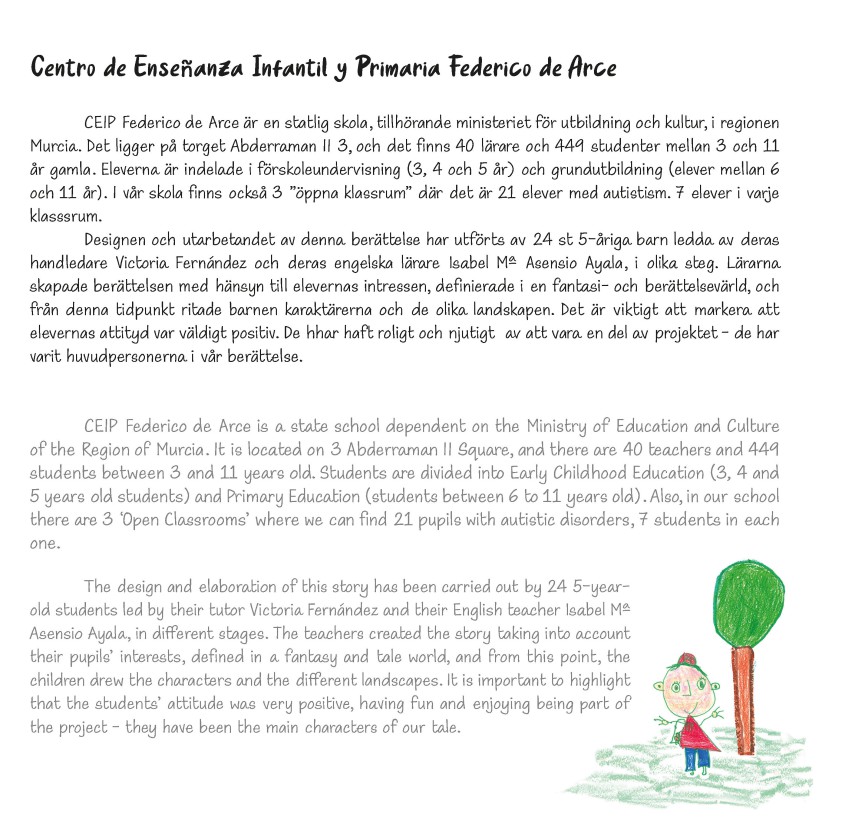 Centro de Enseñanza Infantil y Primaria Federico de Arce
CEIP Federico de Arce är en statlig skola, tillhörande ministeriet för utbildning och kultur, i regionen
Murcia. Det ligger på torget Abderraman II 3, och det finns 40 lärare och 449 studenter mellan 3 och 11
år gamla. Eleverna är indelade i förskoleundervisning (3, 4 och 5 år) och grundutbildning (elever mellan 6
och 11 år). I vår skola finns också 3 ”öppna klassrum” där det är 21 elever med autistism. 7 elever i varje
klasssrum.
Designen och utarbetandet av denna berättelse har utförts av 24 st 5-åriga barn ledda av deras
handledare Victoria Fernández och deras engelska lärare Isabel Mª Asensio Ayala, i olika steg. Lärarna
skapade berättelsen med hänsyn till elevernas intressen, definierade i en fantasi- och berättelsevärld, och
från denna tidpunkt ritade barnen karaktärerna och de olika landskapen. Det är viktigt att markera att
elevernas attityd var väldigt positiv. De hhar haft roligt och njutigt av att vara en del av projektet - de har
varit huvudpersonerna i vår berättelse.
CEIP Federico de Arce is a state school dependent on the Ministry of Education and Culture
of the Region of Murcia. It is located on 3 Abderraman II Square, and there are 40 teachers and 449
students between 3 and 11 years old. Students are divided into Early Childhood Education (3, 4 and
5 years old students) and Primary Education (students between 6 to 11 years old). Also, in our school
there are 3 ‘Open Classrooms’ where we can find 21 pupils with autistic disorders, 7 students in each
one.
The design and elaboration of this story has been carried out by 24 5-year-
old students led by their tutor Victoria Fernández and their English teacher Isabel Mª
Asensio Ayala, in different stages. The teachers created the story taking into account
their pupils’ interests, defined in a fantasy and tale world, and from this point, the
children drew the characters and the different landscapes. It is important to highlight
that the students’ attitude was very positive, having fun and enjoying being part of
the project - they have been the main characters of our tale.